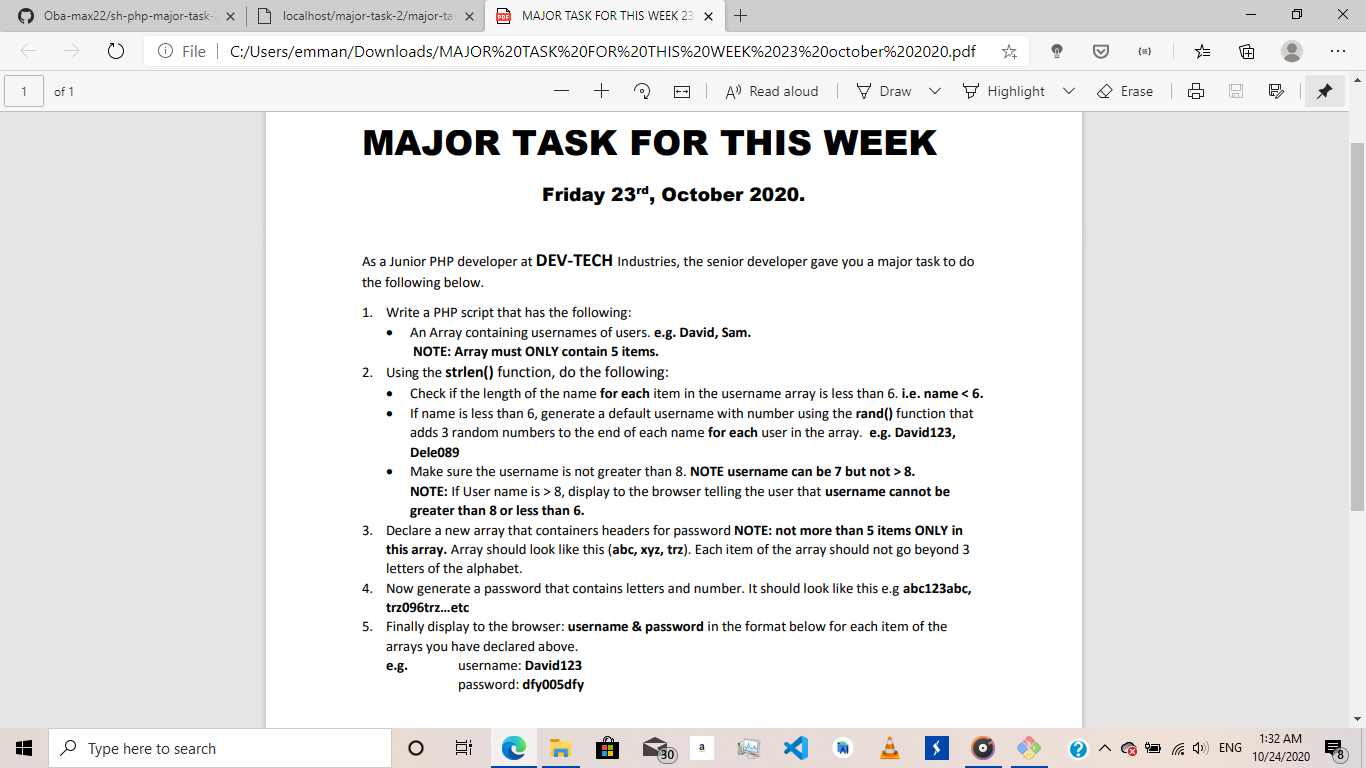 Oba-max22/sh-php-major-task-
localhost/major-task-2/major-ta
MAJOR TASK FOR THIS WEEK 23
File
C:/Users/emman/Downloads/MAJOR%20TASK%20FOR%20THIS%20WEEK%2023%20october%202020.pdf
1 of 1
Read aloud
Draw
Highlight
Erase
MAJOR TASK FOR THIS WEEK
Friday 23rd, October 2020.
As a Junior PHP developer at DEV-TECH Industries, the senior developer gave you a major task to do
the following below.
1. Write a PHP script that has the following:
• An Array containing usernames of users. e.g. David, Sam.
NOTE: Array must ONLY contain 5 items.
2. Using the strlen() function, do the following:
• Check if the length of the name for each item in the username array is less than 6. i.e. name < 6.
• If name is less than 6, generate a default username with number using the rand() function that
adds 3 random numbers to the end of each name for each user in the array. e.g. David123,
Dele089
• Make sure the username is not greater than 8. NOTE username can be 7 but not > 8.
NOTE: If User name is > 8, display to the browser telling the user that username cannot be
greater than 8 or less than 6.
3. Declare a new array that containers headers for password NOTE: not more than 5 items ONLY in
this array. Array should look like this (abc, xyz, trz). Each item of the array should not go beyond 3
letters of the alphabet.
4. Now generate a password that contains letters and number. It should look like this e.g abc123abc,
trz096trz...etc
5. Finally display to the browser: username & password in the format below for each item of the
arrays you have declared above.
e.g. username: David123
password: dfy005dfy
Type here to search
30
a
ENG
1:32 AM
10/24/2020
8